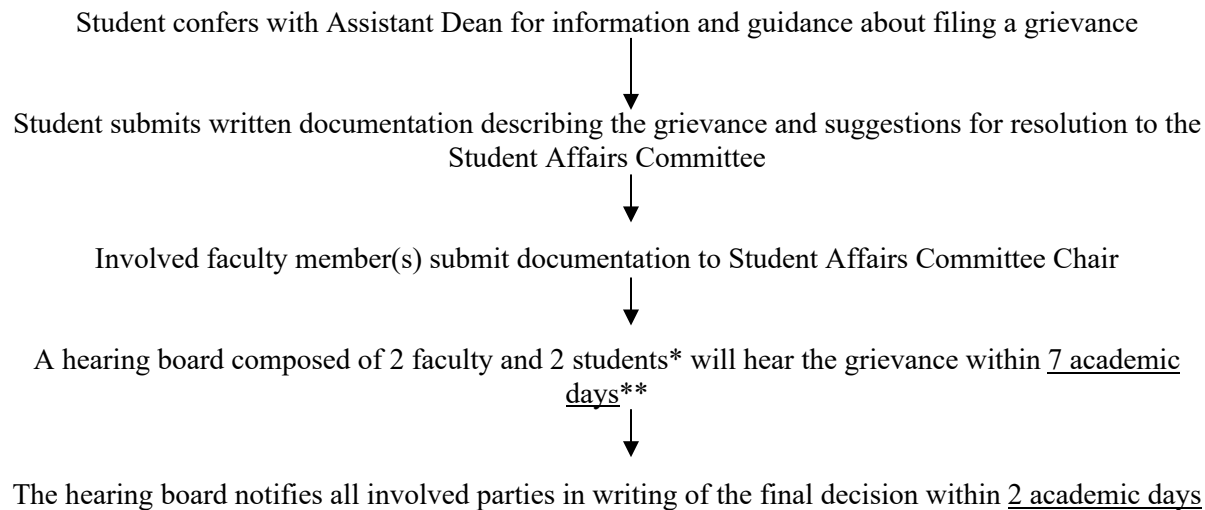 Student confers with Assistant Dean for information and guidance about filing a grievance
Student submits written documentation describing the grievance and suggestions for resolution to the
Student Affairs Committee
Involved faculty member(s) submit documentation to Student Affairs Committee Chair
A hearing board composed of 2 faculty and 2 students* will hear the grievance within 7 academic
days**
The hearing board notifies all involved parties in writing of the final decision within 2 academic days